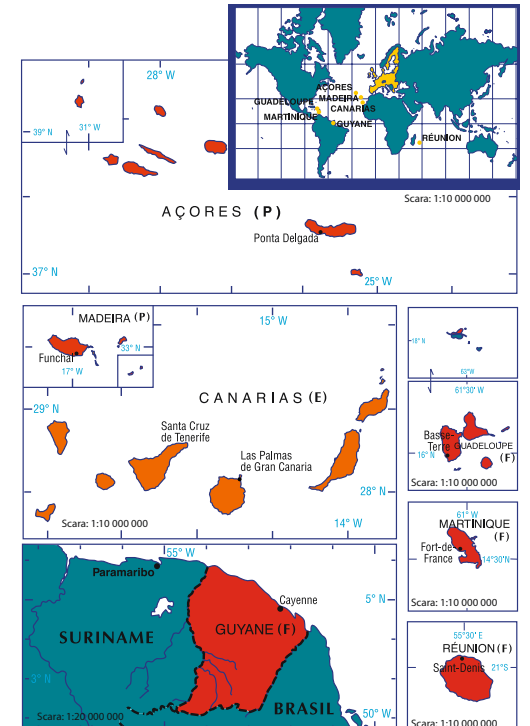 AÇORES
MADEIRA
GUADELOUPE
CANARIAS
MARTINIQUE
GUYANE
RÉUNION
28° W
39° N
31° W
Scara: 1:10 000 000
AÇORES (P)
Ponta Delgada
37° N
25° W
MADEIRA (P)
Funchal
33° N
17° W
15° W
29° N
CANARIAS (E)
Santa Cruz
de Tenerife
Las Palmas
de Gran Canaria
28° N
Scara: 1:10 000 000
14° W
18° N
63° W
61°30' W
Basse-
Terre
GUADELOUPE
(F)
16° N
Scara: 1:10 000 000
61° W
MARTINIQUE
(F)
Fort-de-
France
14°30'N
Scara: 1:10 000 000
55° W
Paramaribo
Cayenne
5° N
SURINAME
GUYANE (F)
3° N
BRASIL
50° W
Scara: 1:20 000 000
55°30' E
RÉUNION (F)
Saint-Denis
21°S
Scara: 1:10 000 000